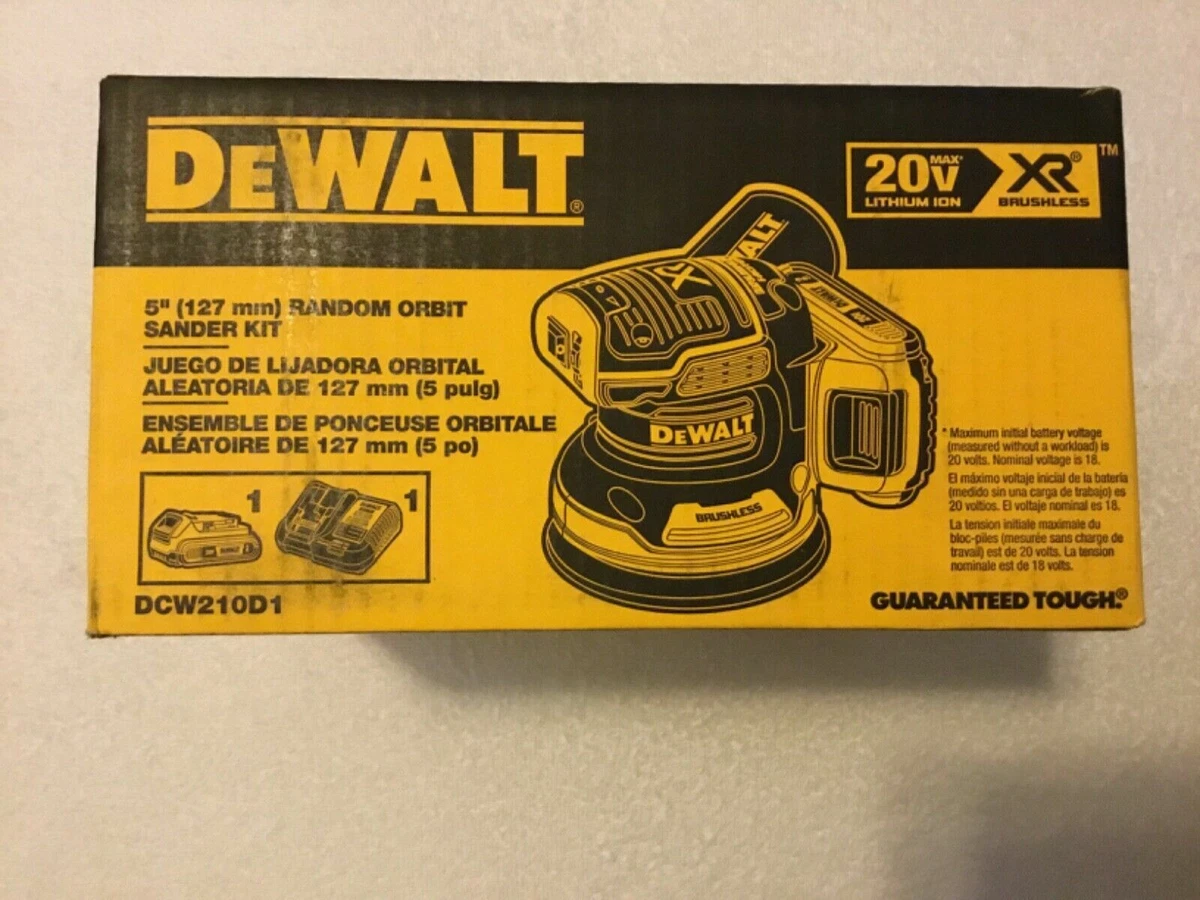 DEWALT®
20V MAX* XR® ™
LITHIUM ION BRUSHLESS
5" (127 mm) RANDOM ORBIT
SANDER KIT
JUEGO DE LIJADORA ORBITAL
ALEATORIA DE 127 mm (5 pulg)
ENSEMBLE DE PONCEUSE ORBITALE
ALÉATOIRE DE 127 mm (5 po)
1
1
DCW210D1
WALT
XR
DEWALT
BRUSHLESS
* Maximum initial battery voltage
(measured without a workload) is
20 volts. Nominal voltage is 18.
El máximo voltaje inicial de la batería
(medido sin una carga de trabajo) es
20 voltios. El voltaje nominal es 18.
La tension initiale maximale du
bloc-piles (mesurée sans charge de
travail) est de 20 volts. La tension
nominale est de 18 volts.
GUARANTEED TOUGH.®